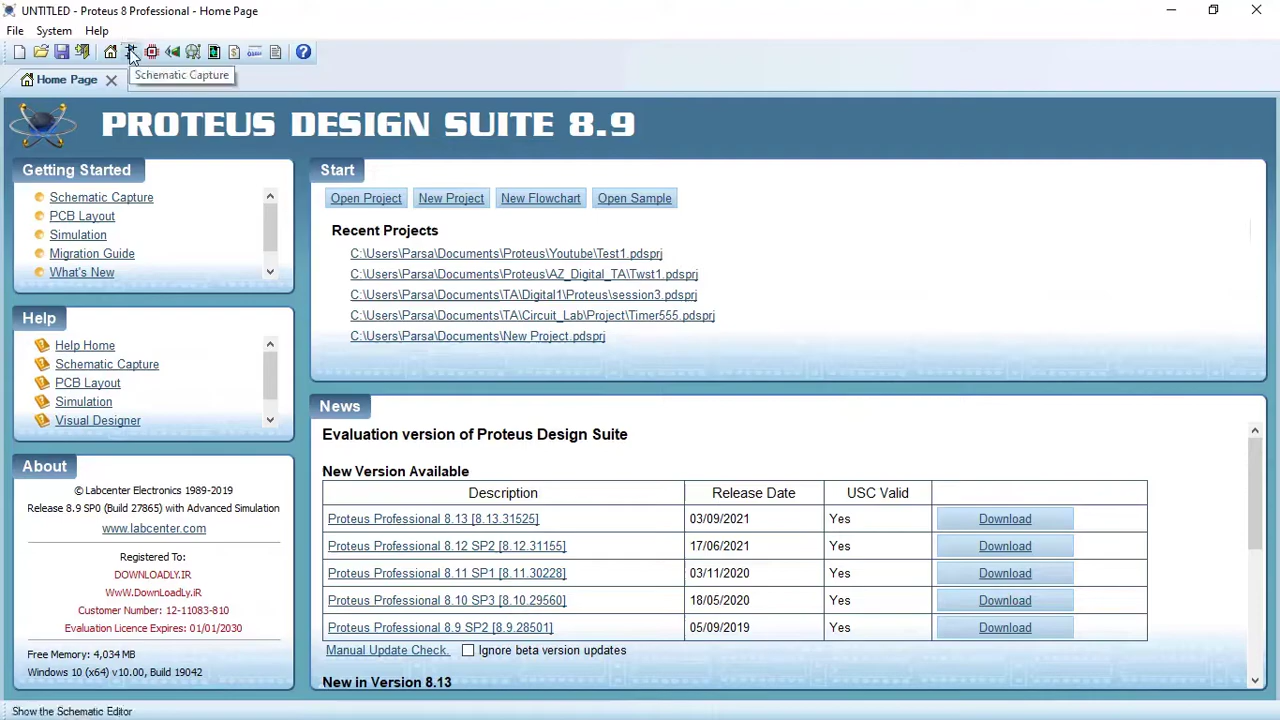 UNTITLED - Proteus 8 Professional - Home Page
File System Help
Schematic Capture
Home Page
PROTEUS DESIGN SUITE 8.9
Getting Started
Schematic Capture
PCB Layout
Simulation
Migration Guide
What's New
Help
Help Home
Schematic Capture
PCB Layout
Simulation
Visual Designer
About
© Labcenter Electronics 1989-2019
Release 8.9 SP0 (Build 27865) with Advanced Simulation
www.labcenter.com
Registered To:
DOWNLOADLY.IR
WwW.DownLoadLy.iR
Customer Number: 12-11083-810
Evaluation Licence Expires: 01/01/2030
Free Memory: 4,034 MB
Windows 10 (x64) v10.00, Build 19042
Start
Open Project New Project New Flowchart Open Sample
Recent Projects
C:\Users\Parsa\Documents\Proteus\Youtube\Test1.pdsprj
C:\Users\Parsa\Documents\Proteus\AZ_Digital_TA\Twst1.pdsprj
C:\Users\Parsa\Documents\TA\Digital1\Proteus\session3.pdsprj
C:\Users\Parsa\Documents\TA\Circuit_Lab\Project\Timer555.pdsprj
C:\Users\Parsa\Documents\New Project.pdsprj
News
Evaluation version of Proteus Design Suite
New Version Available
Description Release Date USC Valid
Proteus Professional 8.13 [8.13.31525] 03/09/2021 Yes Download
Proteus Professional 8.12 SP2 [8.12.31155] 17/06/2021 Yes Download
Proteus Professional 8.11 SP1 [8.11.30228] 03/11/2020 Yes Download
Proteus Professional 8.10 SP3 [8.10.29560] 18/05/2020 Yes Download
Proteus Professional 8.9 SP2 [8.9.28501] 05/09/2019 Yes Download
Manual Update Check. Ignore beta version updates
New in Version 8.13
Show the Schematic Editor